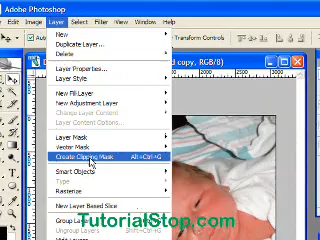 Adobe Photoshop
Edit Image Layer Select Filter View Window Help
Auto
Transform Controls
New
Duplicate Layer...
Delete
d copy, RGB/8)
Layer Properties...
Layer Style
New Fill Layer
New Adjustment Layer
Change Layer Content
Layer Content Options...
Layer Mask
Vector Mask
Create Clipping Mask Alt+Ctrl+G
Smart Objects
Type
Rasterize
New Layer Based Slice
Group Layers
TutorialStop.com